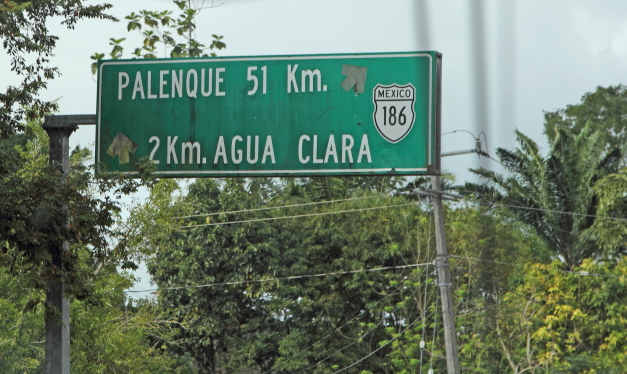 PALENQUE 51 Km.
MEXICO
186
2 Km. AGUA CLARA